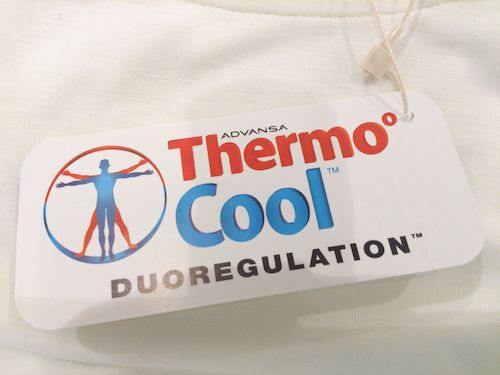 ADVANSA
Thermo°
Cool™
DUOREGULATION™